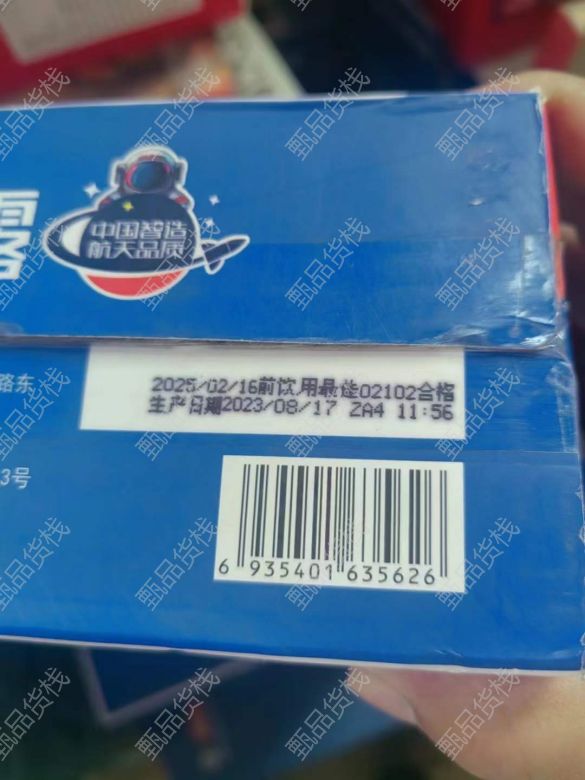 中国智造
航天品质
路东
2025/02/16前饮用最佳02102合格
生产日期2023/08/17 ZA4 11:56
3号
6 935401 635626
甄品货栈